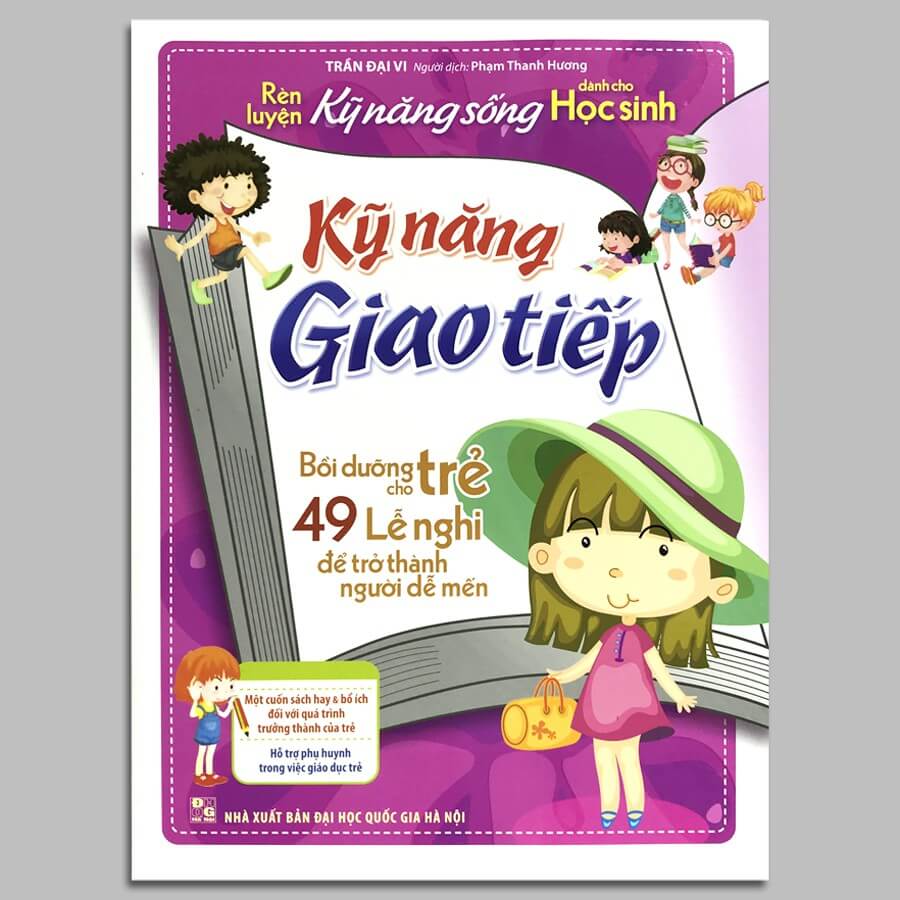 TRẦN ĐẠI VI Người dịch: Phạm Thanh Hương
Rèn luyện Kỹ năng sống dành cho Học sinh
Kỹ năng
Giao tiếp
Bồi dưỡng cho trẻ
49 Lễ nghi
để trở thành
người dễ mến
Một cuốn sách hay & bổ ích
đối với quá trình
trưởng thành của trẻ
Hỗ trợ phụ huynh
trong việc giáo dục trẻ
NHÀ XUẤT BẢN ĐẠI HỌC QUỐC GIA HÀ NỘI